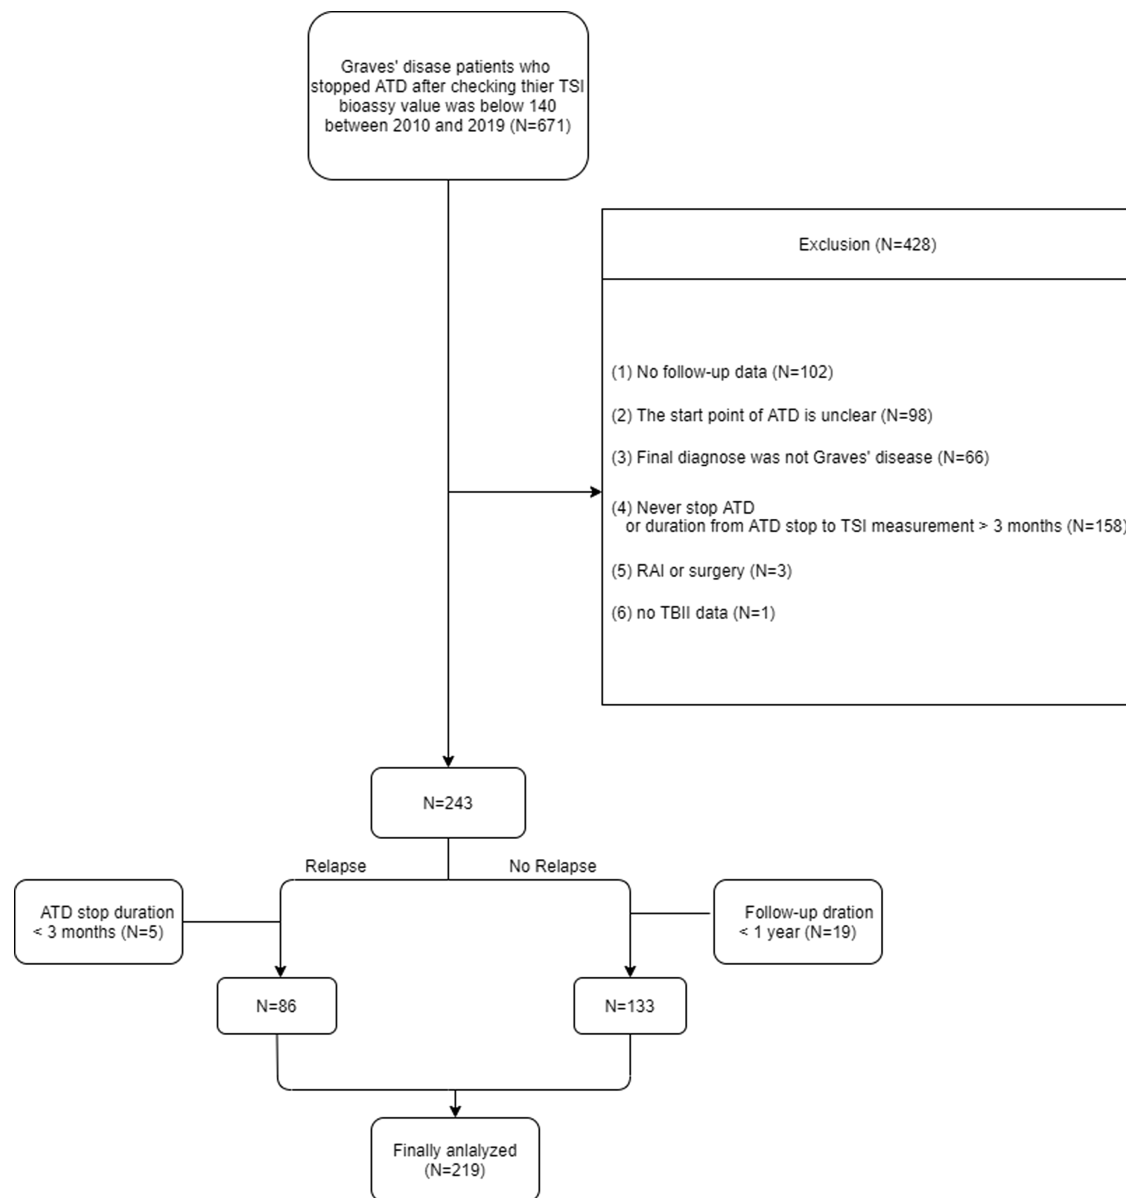 Graves' disase patients who
stopped ATD after checking thier TSI
bioassy value was below 140
between 2010 and 2019 (N=671)
Exclusion (N=428)
(1) No follow-up data (N=102)
(2) The start point of ATD is unclear (N=98)
(3) Final diagnose was not Graves' disease (N=66)
(4) Never stop ATD
or duration from ATD stop to TSI measurement > 3 months (N=158)
(5) RAI or surgery (N=3)
(6) no TBII data (N=1)
N=243
Relapse
No Relapse
ATD stop duration
< 3 months (N=5)
Follow-up dration
< 1 year (N=19)
N=86
N=133
Finally anlalyzed
(N=219)